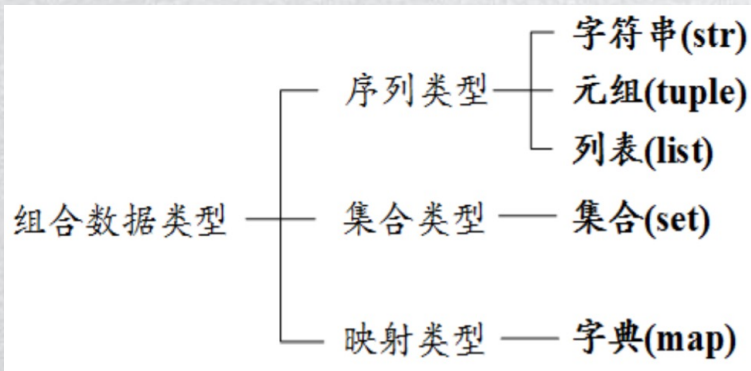 组合数据类型
序列类型
字符串(str)
元组(tuple)
列表(list)
集合类型
集合(set)
映射类型
字典(map)